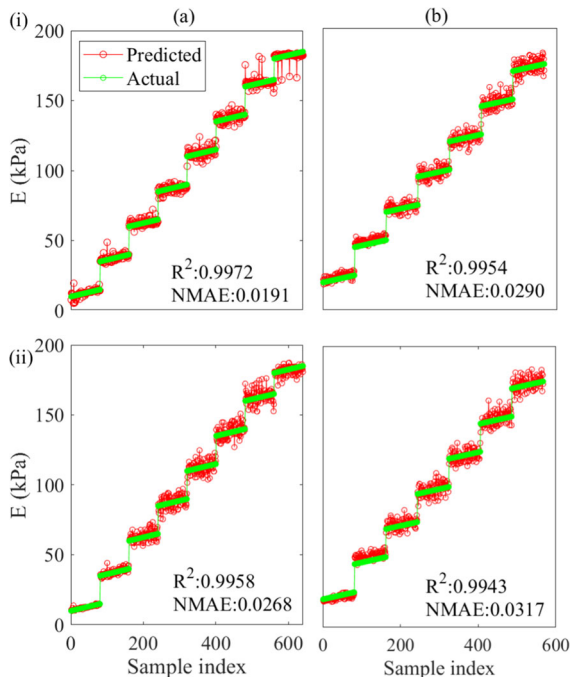 (i)
(a)
(b)
200
150
100
50
0
E (kPa)
Predicted
Actual
R²:0.9972
NMAE:0.0191
R²:0.9954
NMAE:0.0290
(ii)
200
150
100
50
0
E (kPa)
R²:0.9958
NMAE:0.0268
R²:0.9943
NMAE:0.0317
0 200 400 600
0 200 400 600
Sample index
Sample index